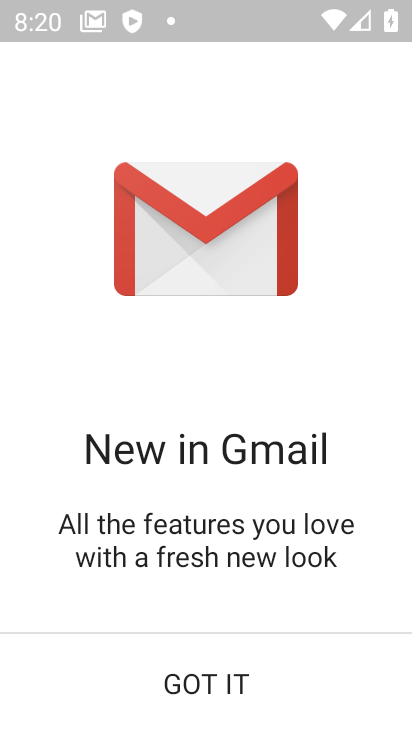 8:20
New in Gmail
All the features you love
with a fresh new look
GOT IT